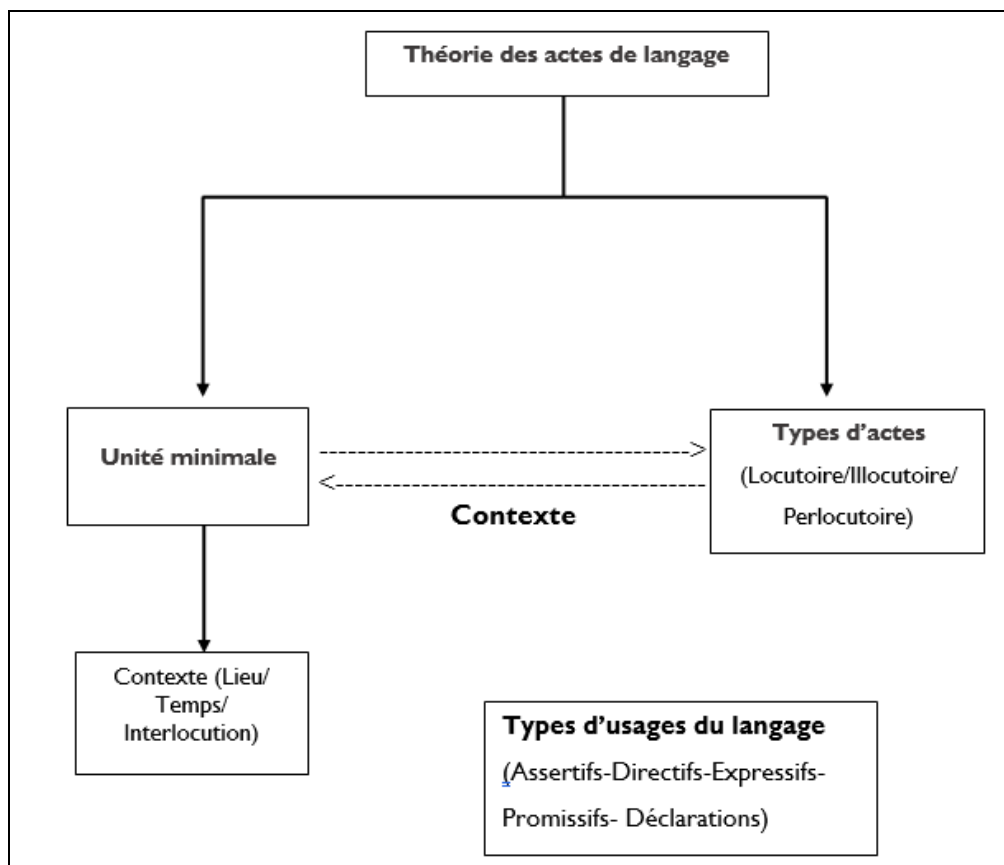 Théorie des actes de langage
Unité minimale
Types d’actes
(Locutoire/Illocutoire/
Perlocutoire)
Contexte
Contexte (Lieu/
Temps/
Interlocution)
Types d’usages du langage
(Assertifs-Directifs-Expressifs-
Promissifs- Déclarations)